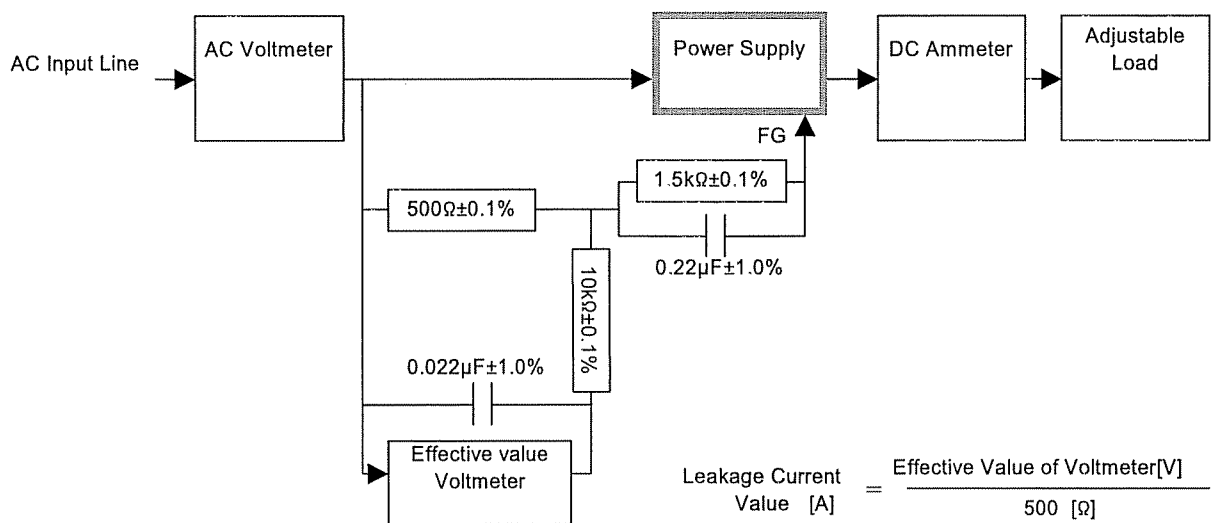 AC Input Line
AC Voltmeter
Power Supply
DC Ammeter
Adjustable
Load
FG
1.5kΩ±0.1%
500Ω±0.1%
0.22µF±1.0%
10kΩ±0.1%
0.022µF±1.0%
Effective value
Voltmeter
Leakage Current
Value [A]
=
Effective Value of Voltmeter[V]
500 [Ω]